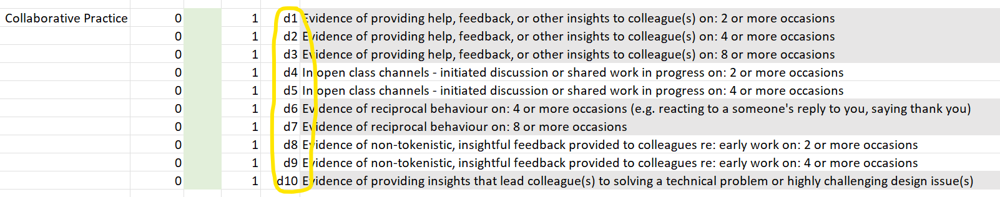 Collaborative Practice 0 1 d1 Evidence of providing help, feedback, or other insights to colleague(s) on: 2 or more occasions
0 1 d2 Evidence of providing help, feedback, or other insights to colleague(s) on: 4 or more occasions
0 1 d3 Evidence of providing help, feedback, or other insights to colleague(s) on: 8 or more occasions
0 1 d4 In open class channels - initiated discussion or shared work in progress on: 2 or more occasions
0 1 d5 In open class channels - initiated discussion or shared work in progress on: 4 or more occasions
0 1 d6 Evidence of reciprocal behaviour on: 4 or more occasions (e.g. reacting to a someone's reply to you, saying thank you)
0 1 d7 Evidence of reciprocal behaviour on: 8 or more occasions
0 1 d8 Evidence of non-tokenistic, insightful feedback provided to colleagues re: early work on: 2 or more occasions
0 1 d9 Evidence of non-tokenistic, insightful feedback provided to colleagues re: early work on: 4 or more occasions
0 1 d10 Evidence of providing insights that lead colleague(s) to solving a technical problem or highly challenging design issue(s)